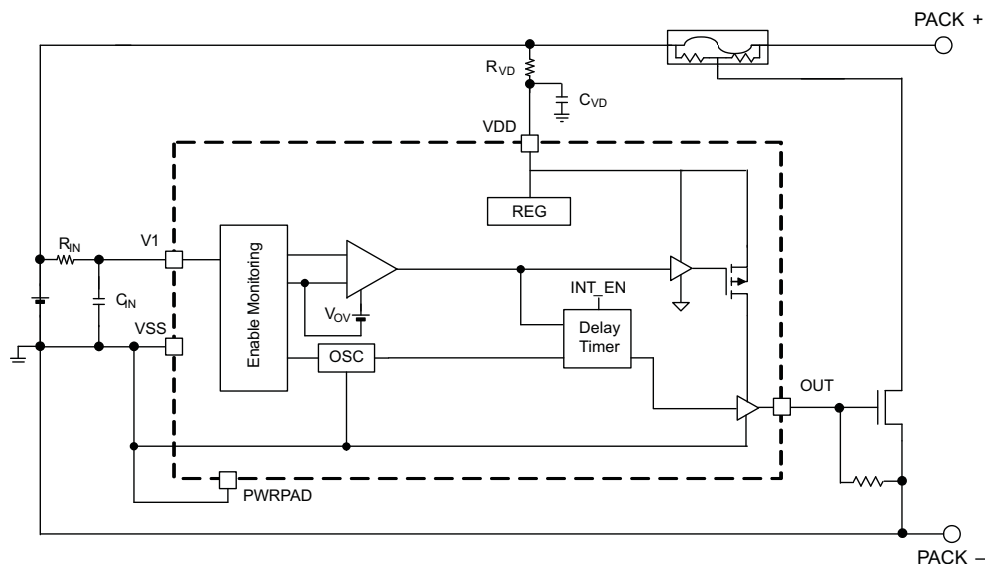 PACK +
RVD
CVD
VDD
REG
RIN
V1
CIN
VSS
Enable Monitoring
VOV
INT_EN
Delay
Timer
OSC
OUT
PWRPAD
PACK –